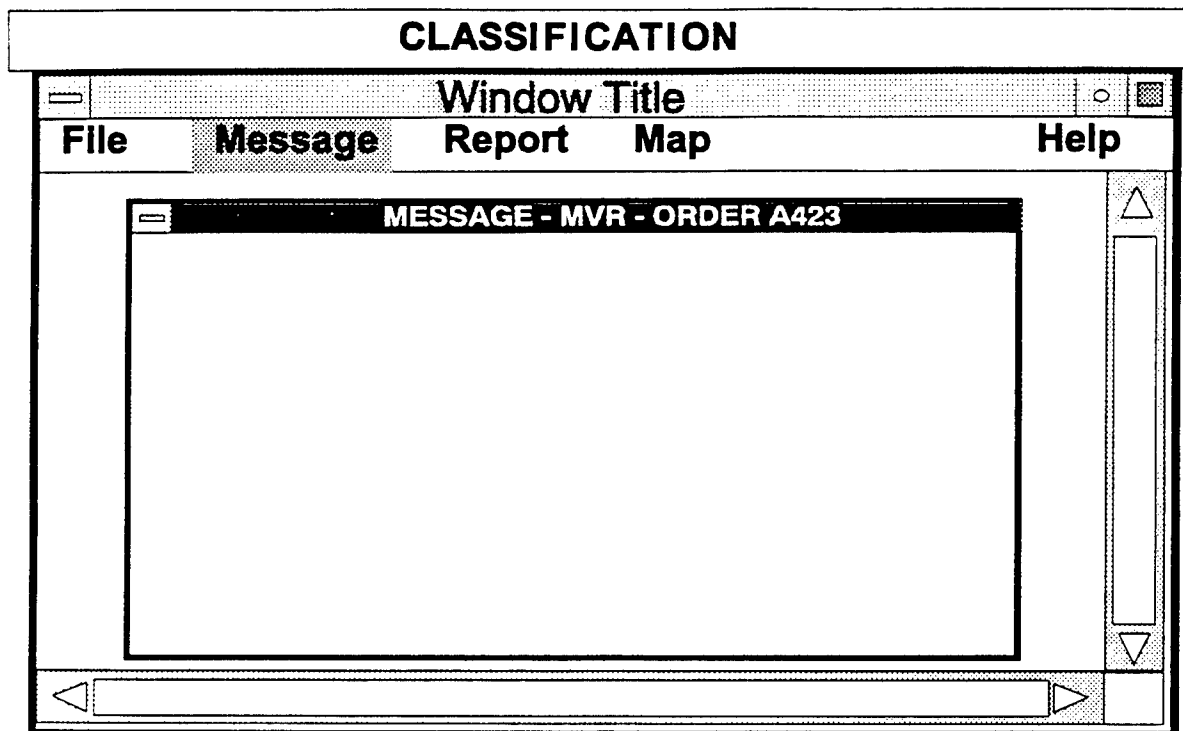 CLASSIFICATION
Window Title
File Message Report Map Help
MESSAGE - MVR - ORDER A423